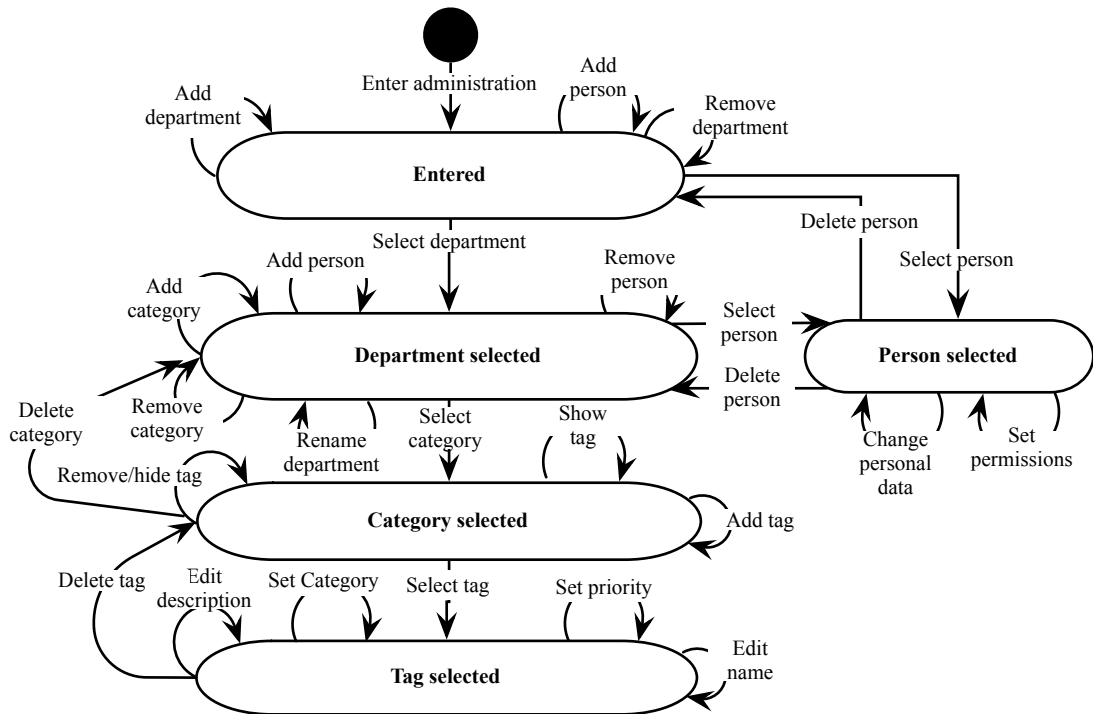 Enter administration
Add
person
Add
department
Remove
department
Entered
Delete person
Select department
Select person
Add person
Remove
person
Add
category
Select
person
Department selected
Person selected
Delete
person
Delete
category
Remove
category
Rename
department
Select
category
Show
tag
Change
personal
data
Set
permissions
Remove/hide tag
Category selected
Add tag
Delete tag
Edit
description
Set Category
Select tag
Set priority
Edit
name
Tag selected